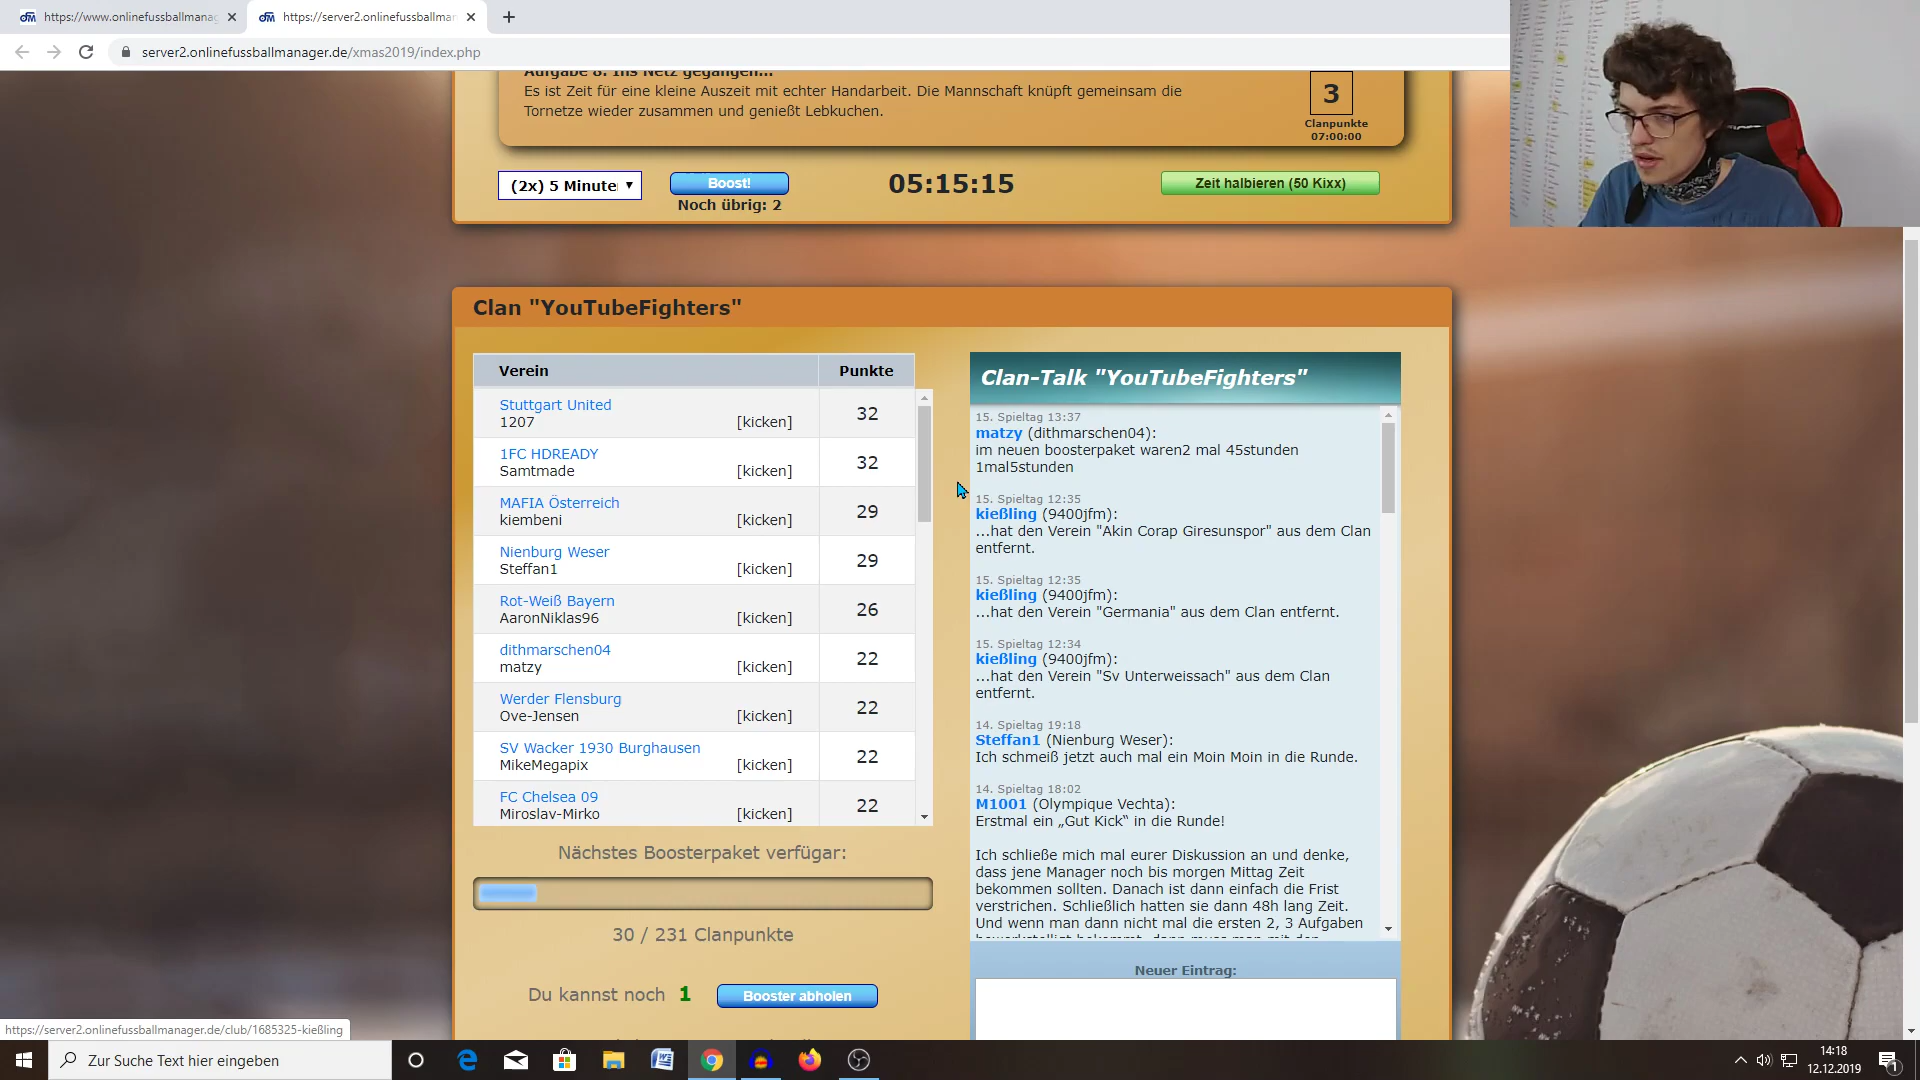 https://www.onlinefussballmanag
https://server2.onlinefussballman
server2.onlinefussballmanager.de/xmas2019/index.php
Aufgabe 8: Ins Netz gegangen...
Es ist Zeit für eine kleine Auszeit mit echter Handarbeit. Die Mannschaft knüpft gemeinsam die
Tornetze wieder zusammen und genießt Lebkuchen.
3
Clanpunkte
07:00:00
(2x) 5 Minute
Boost!
Noch übrig: 2
05:15:15
Zeit halbieren (50 Kixx)
Clan "YouTubeFighters"
Verein Punkte
Stuttgart United
1207 [kicken] 32
1FC HDREADY
Samtmade [kicken] 32
MAFIA Österreich
kiembeni [kicken] 29
Nienburg Weser
Steffan1 [kicken] 29
Rot-Weiß Bayern
AaronNiklas96 [kicken] 26
dithmarschen04
matzy [kicken] 22
Werder Flensburg
Ove-Jensen [kicken] 22
SV Wacker 1930 Burghausen
MikeMegapix [kicken] 22
FC Chelsea 09
Miroslav-Mirko [kicken] 22
Nächstes Boosterpaket verfügar:
30 / 231 Clanpunkte
Du kannst noch 1 Booster abholen
Clan-Talk "YouTubeFighters"
15. Spieltag 13:37
matzy (dithmarschen04):
im neuen boosterpaket waren2 mal 45stunden
1mal5stunden
15. Spieltag 12:35
kießling (9400jfm):
...hat den Verein "Akin Corap Giresunspor" aus dem Clan
entfernt.
15. Spieltag 12:35
kießling (9400jfm):
...hat den Verein "Germania" aus dem Clan entfernt.
15. Spieltag 12:34
kießling (9400jfm):
...hat den Verein "Sv Unterweissach" aus dem Clan
entfernt.
14. Spieltag 19:18
Steffan1 (Nienburg Weser):
Ich schmeiß jetzt auch mal ein Moin Moin in die Runde.
14. Spieltag 18:02
M1001 (Olympique Vechta):
Erstmal ein „Gut Kick“ in die Runde!
Ich schließe mich mal eurer Diskussion an und denke,
dass jene Manager noch bis morgen Mittag Zeit
bekommen sollten. Danach ist dann einfach die Frist
verstrichen. Schließlich hatten sie dann 48h lang Zeit.
Und wenn man dann nicht mal die ersten 2, 3 Aufgaben
Neuer Eintrag:
https://server2.onlinefussballmanager.de/club/1685325-kießling
Zur Suche Text hier eingeben
14:18
12.12.2019
1